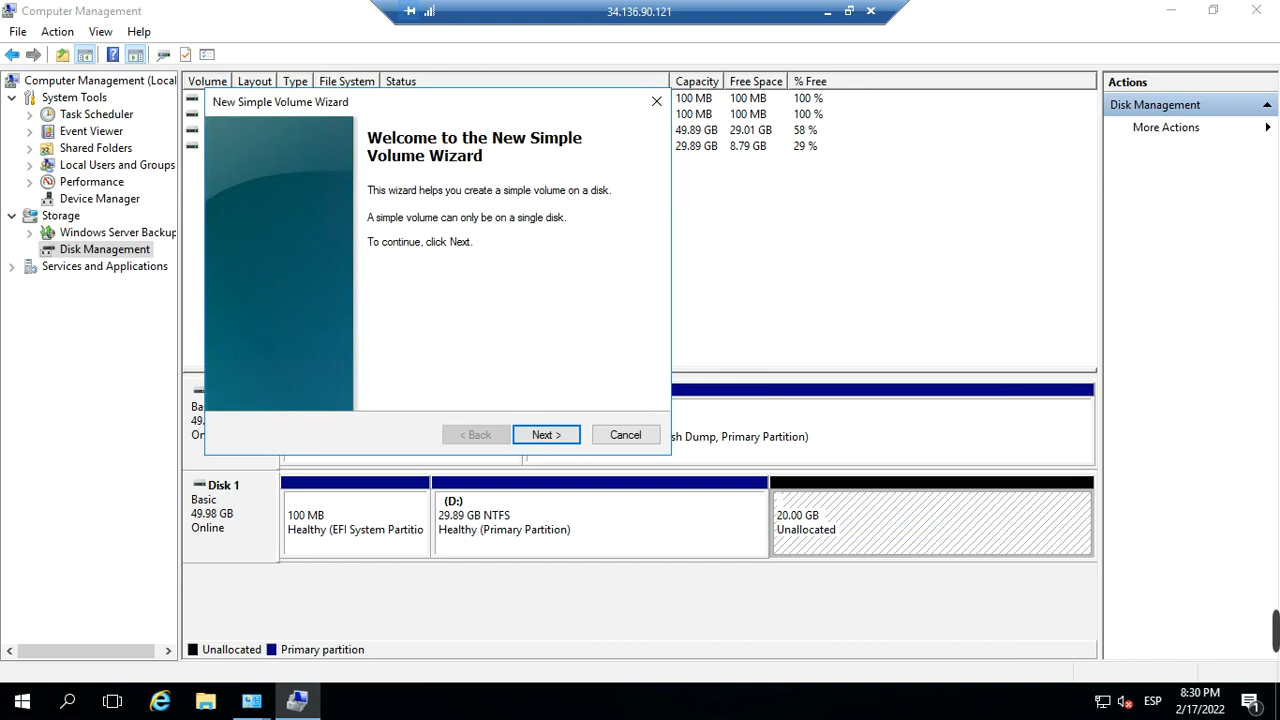 Computer Management
34.136.90.121
File Action View Help
Computer Management (Local
System Tools
Task Scheduler
Event Viewer
Shared Folders
Local Users and Groups
Performance
Device Manager
Storage
Windows Server Backup
Disk Management
Services and Applications
Volume Layout Type File System Status Capacity Free Space % Free
100 MB 100 MB 100 %
100 MB 100 MB 100 %
49.89 GB 29.01 GB 58 %
29.89 GB 8.79 GB 29 %
New Simple Volume Wizard
Welcome to the New Simple
Volume Wizard
This wizard helps you create a simple volume on a disk.
A simple volume can only be on a single disk.
To continue, click Next.
< Back Next > Cancel
Ba
49.
On
sh Dump, Primary Partition)
Disk 1
Basic
49.98 GB
Online
100 MB
Healthy (EFI System Partitio
(D:)
29.89 GB NTFS
Healthy (Primary Partition)
20.00 GB
Unallocated
Unallocated Primary partition
Actions
Disk Management
More Actions
ESP
8:30 PM
2/17/2022
1